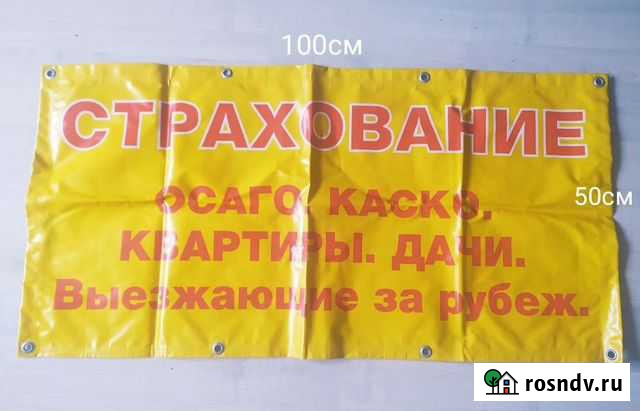 100см
СТРАХОВАНИЕ
50см
ОСАГО. КАСКО.
КВАРТИРЫ. ДАЧИ.
Выезжающие за рубеж.
rosndv.ru